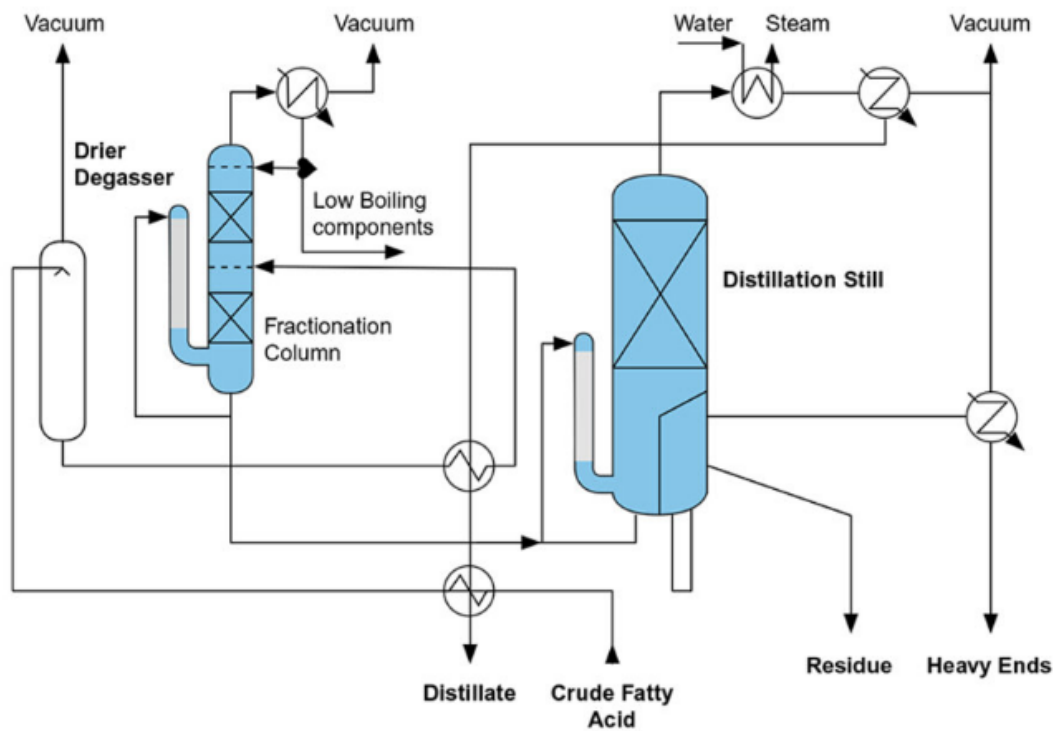 Vacuum
Vacuum
Water
Steam
Vacuum
Drier
Degasser
Low Boiling
components
Distillation Still
Fractionation
Column
Residue
Heavy Ends
Distillate
Crude Fatty
Acid